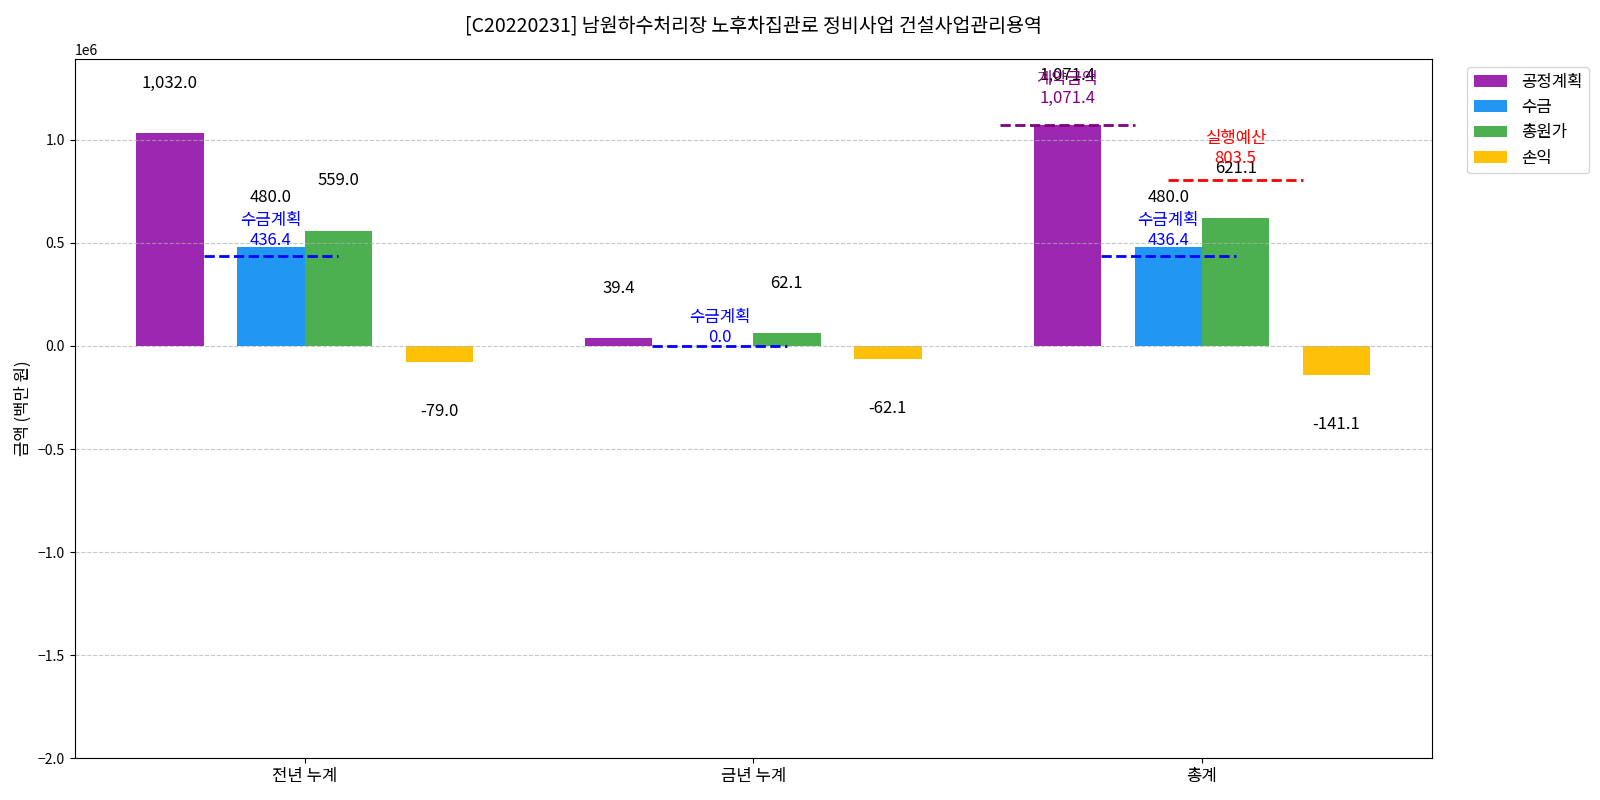 [C20220231] 남원하수처리장 노후차집관로 정비사업 건설사업관리용역
1e6
1.0
0.5
0.0
−0.5
−1.0
−1.5
−2.0
금액 (백만 원)
1,032.0
480.0
수금계획
436.4
559.0
-79.0
39.4
수금계획
0.0
62.1
-62.1
1,071.4
계약금액
1,071.4
480.0
수금계획
436.4
실행예산
803.5
621.1
-141.1
전년 누계
금년 누계
총계
공정계획
수금
총원가
손익